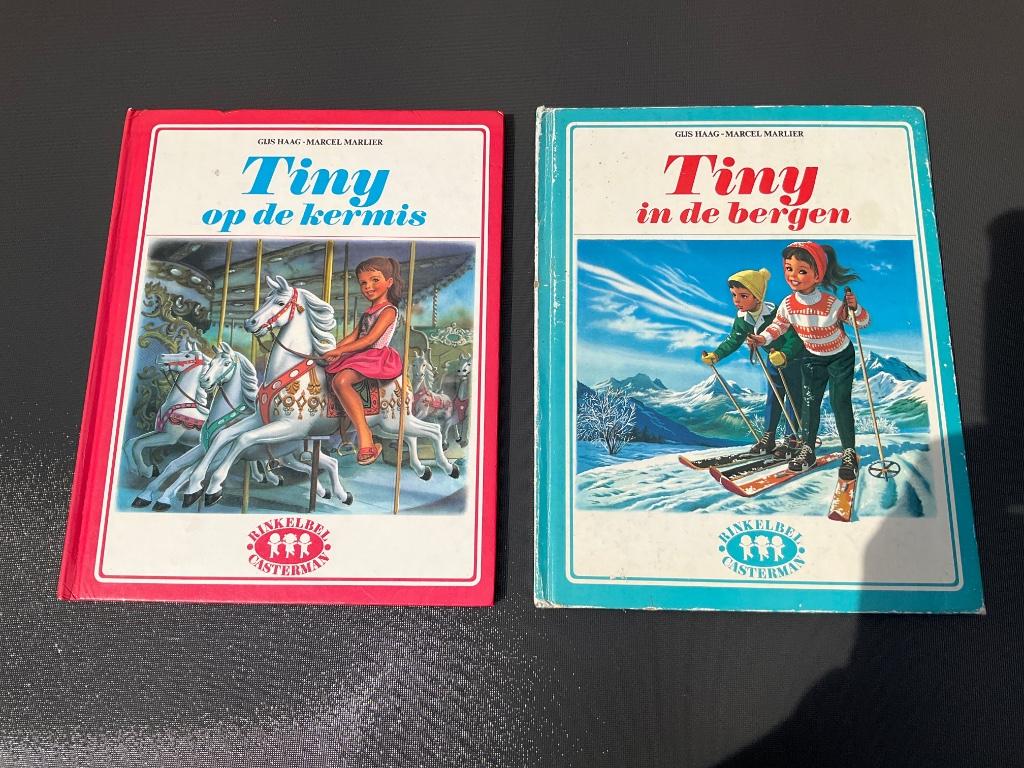 GIJS HAAG - MARCEL MARLIER
Tiny
op de kermis
RINKELBEL
CASTERMAN
GIJS HAAG - MARCEL MARLIER
Tiny
in de bergen
RINKELBEL
CASTERMAN